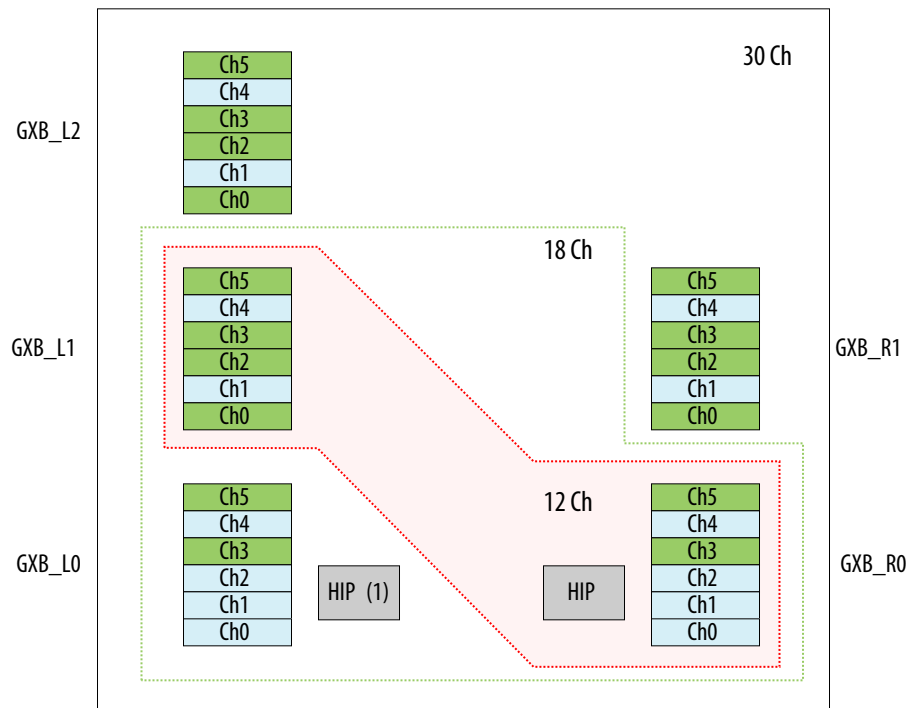 30 Ch
GXB_L2
Ch5
Ch4
Ch3
Ch2
Ch1
Ch0
18 Ch
GXB_L1
Ch5
Ch4
Ch3
Ch2
Ch1
Ch0
Ch5
Ch4
Ch3
Ch2
Ch1
Ch0
GXB_R1
12 Ch
GXB_L0
Ch5
Ch4
Ch3
Ch2
Ch1
Ch0
HIP (1)
HIP
Ch5
Ch4
Ch3
Ch2
Ch1
Ch0
GXB_R0